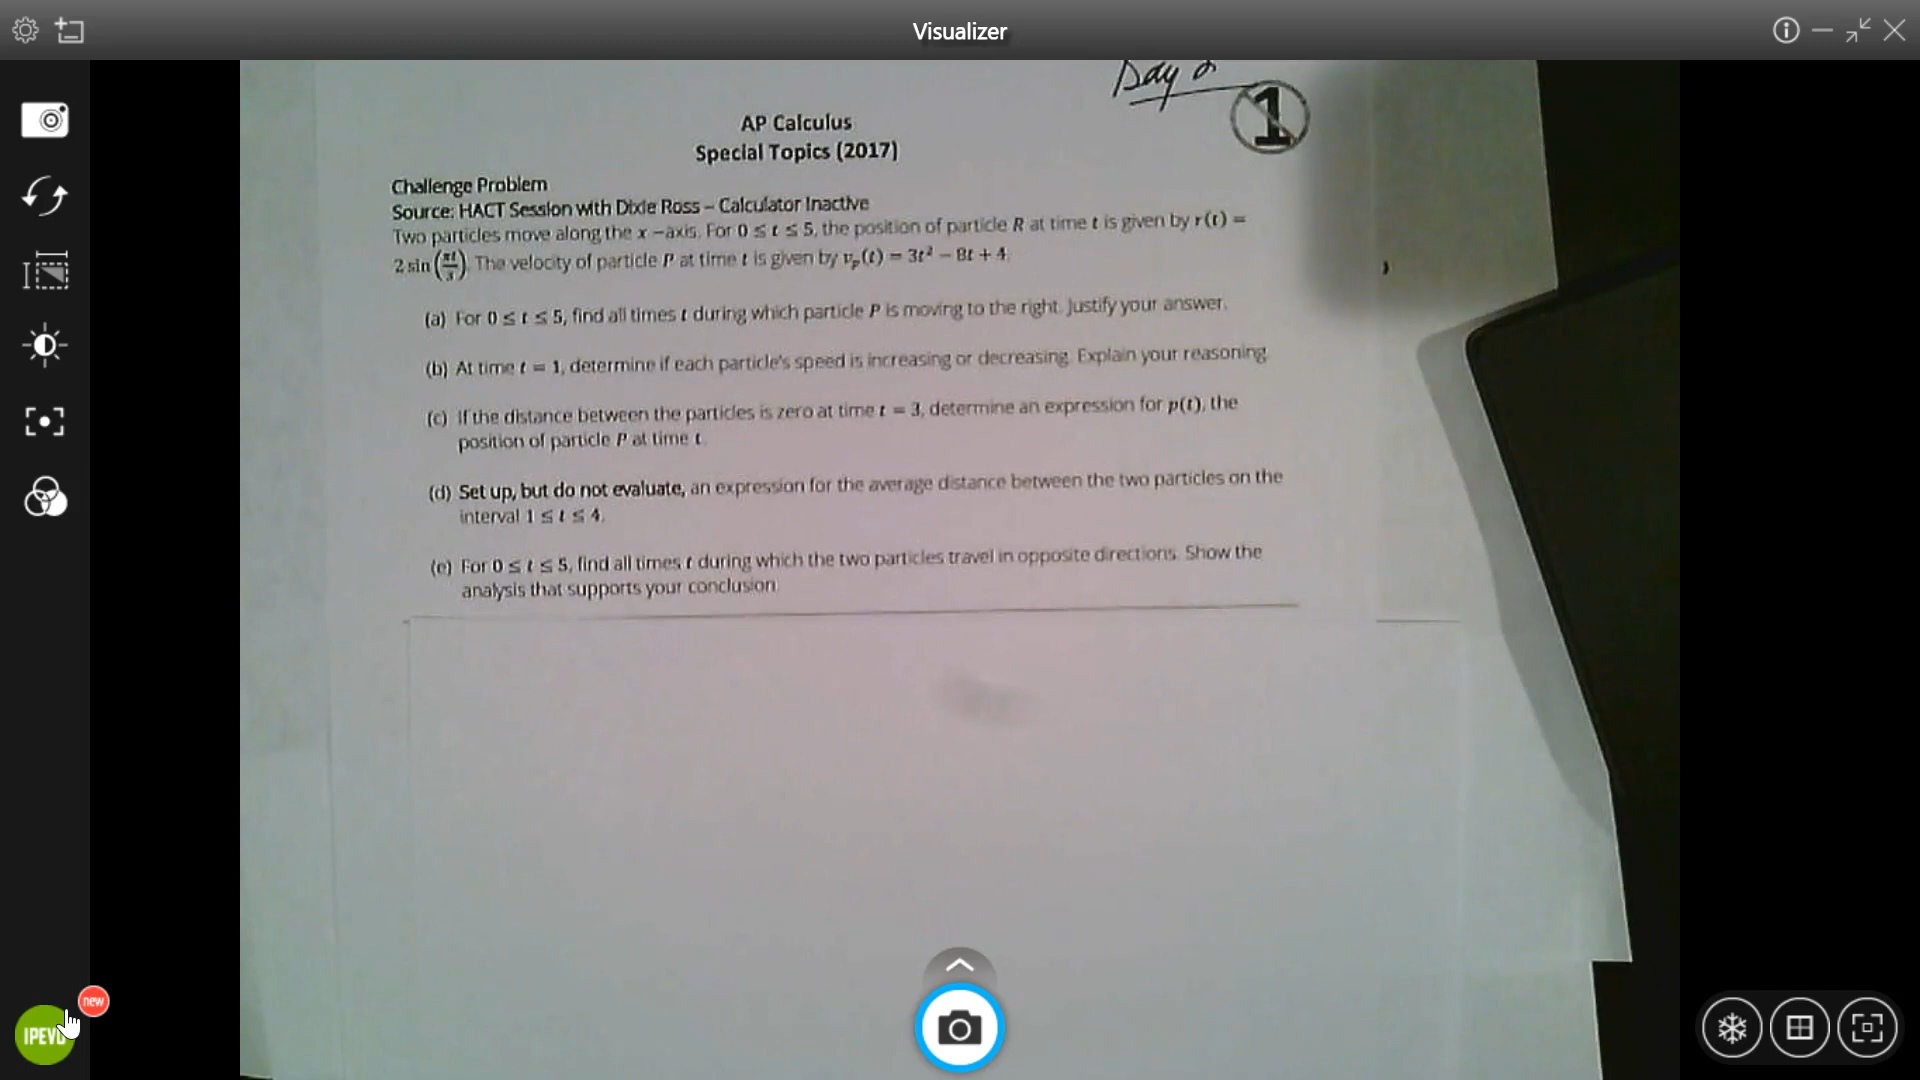 Visualizer
Day 2
1
AP Calculus
Special Topics (2017)
Challenge Problem
Source: HACT Session with Dixie Ross – Calculator Inactive
Two particles move along the x –axis. For 0 ≤ t ≤ 5, the position of particle R at time t is given by r(t) =
2 sin(πt/3). The velocity of particle P at time t is given by vₚ(t) = 3t² − 8t + 4.
(a) For 0 ≤ t ≤ 5, find all times t during which particle P is moving to the right. Justify your answer.
(b) At time t = 1, determine if each particle's speed is increasing or decreasing. Explain your reasoning.
(c) If the distance between the particles is zero at time t = 3, determine an expression for p(t), the
position of particle P at time t.
(d) Set up, but do not evaluate, an expression for the average distance between the two particles on the
interval 1 ≤ t ≤ 4.
(e) For 0 ≤ t ≤ 5, find all times t during which the two particles travel in opposite directions. Show the
analysis that supports your conclusion.
new
IPEVO